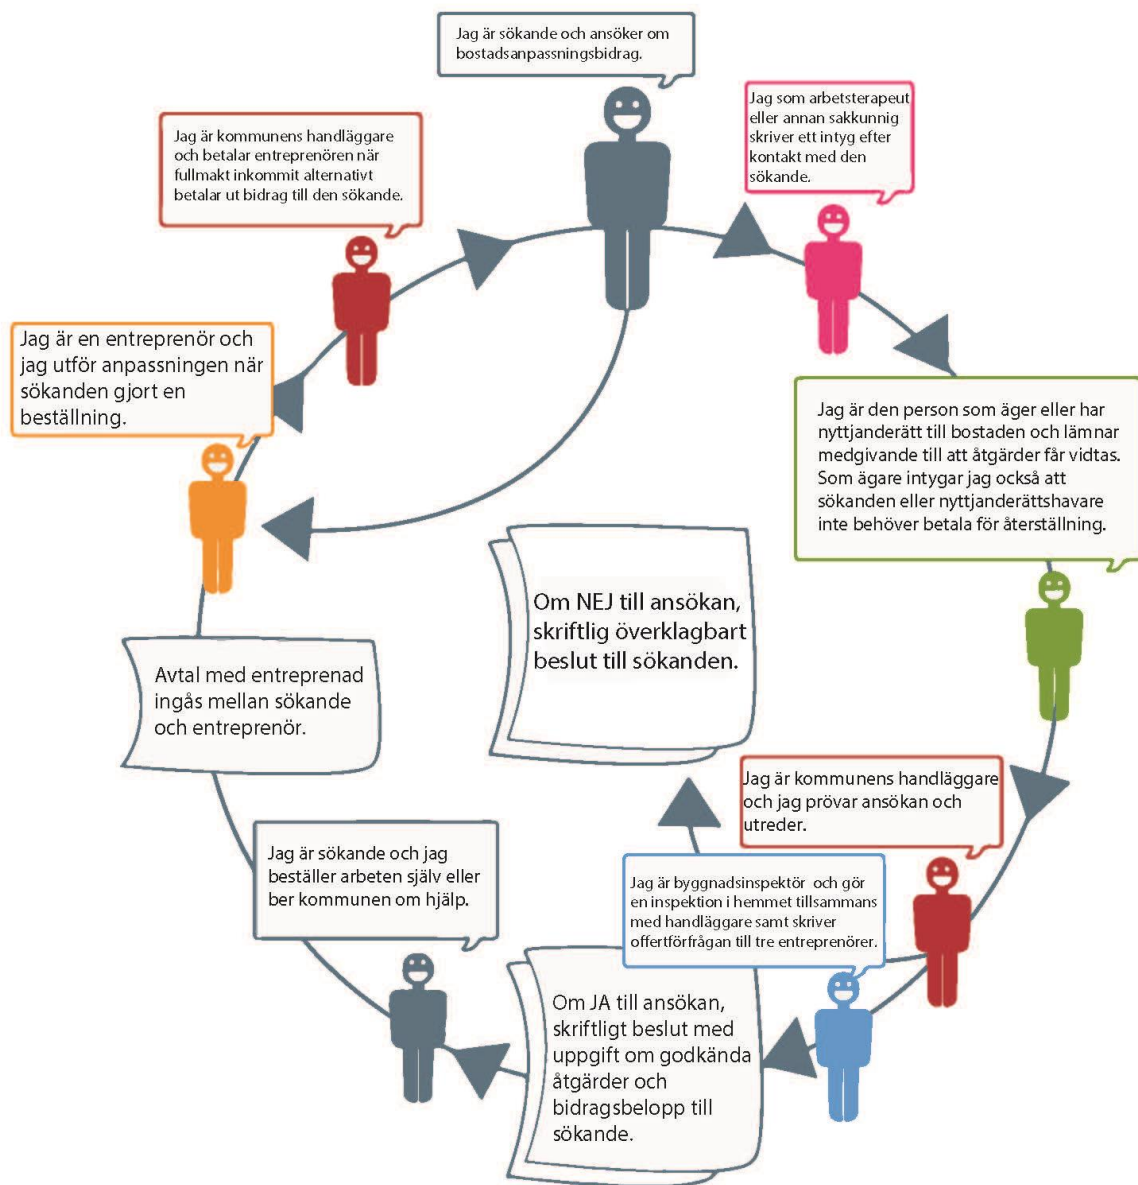 Jag är sökande och ansöker om
bostadsanpassningsbidrag.
Jag som arbetsterapeut
eller annan sakkunnig
skriver ett intyg efter
kontakt med den
sökande.
Jag är den person som äger eller har
nyttjanderätt till bostaden och lämnar
medgivande till att åtgärder får vidtas.
Som ägare intygar jag också att
sökanden eller nyttjanderättshavare
inte behöver betala för återställning.
Jag är kommunens handläggare
och jag prövar ansökan och
utreder.
Jag är byggnadsinspektör och gör
en inspektion i hemmet tillsammans
med handläggare samt skriver
offertförfrågan till tre entreprenörer.
Om NEJ till ansökan,
skriftlig överklagbart
beslut till sökanden.
Om JA till ansökan,
skriftligt beslut med
uppgift om godkända
åtgärder och
bidragsbelopp till
sökande.
Jag är sökande och jag
beställer arbeten själv eller
ber kommunen om hjälp.
Avtal med entreprenad
ingås mellan sökande
och entreprenör.
Jag är en entreprenör och
jag utför anpassningen när
sökanden gjort en
beställning.
Jag är kommunens handläggare
och betalar entreprenören när
fullmakt inkommit alternativt
betalar ut bidrag till den sökande.